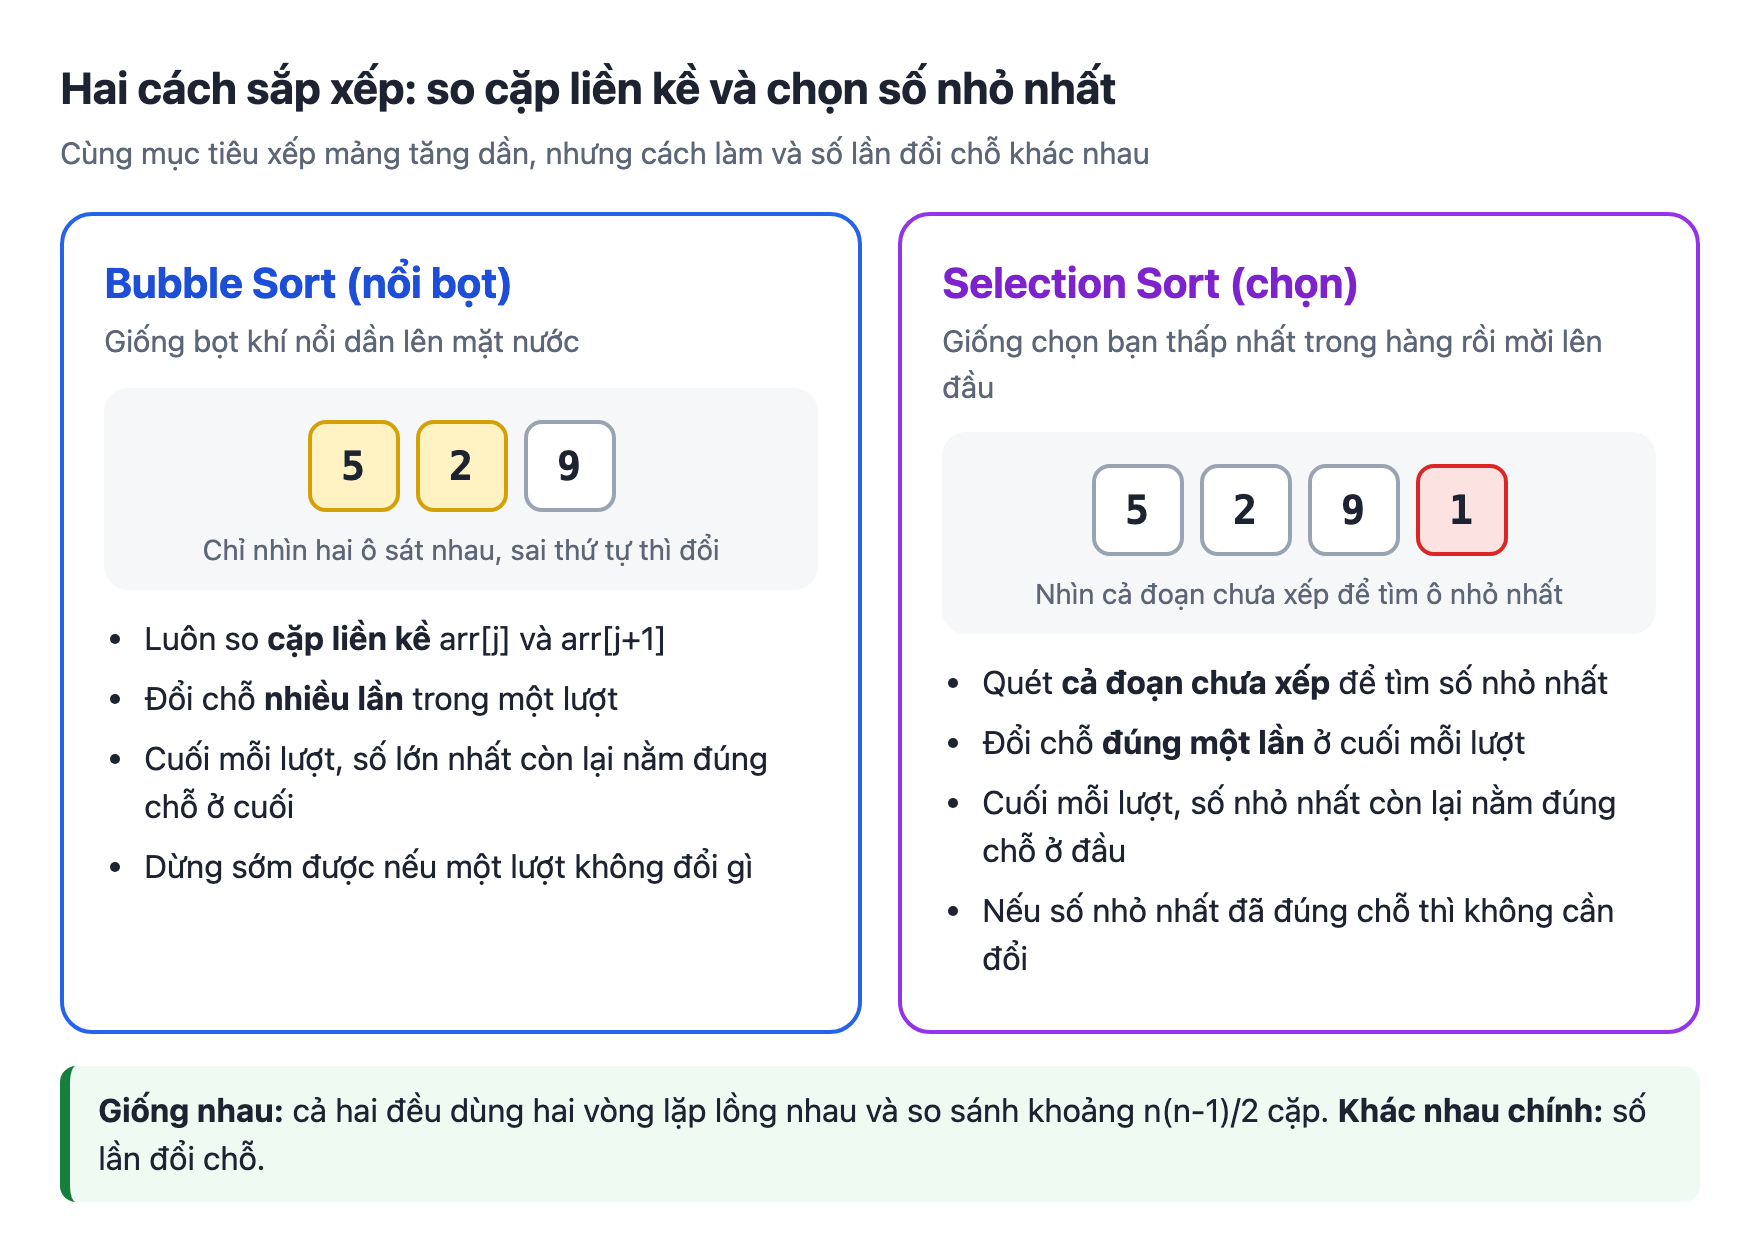 Hai cách sắp xếp: so cặp liền kề và chọn số nhỏ nhất
Cùng mục tiêu xếp mảng tăng dần, nhưng cách làm và số lần đổi chỗ khác nhau
Bubble Sort (nổi bọt)
Giống bọt khí nổi dần lên mặt nước
5 2 9
Chỉ nhìn hai ô sát nhau, sai thứ tự thì đổi
• Luôn so cặp liền kề arr[j] và arr[j+1]
• Đổi chỗ nhiều lần trong một lượt
• Cuối mỗi lượt, số lớn nhất còn lại nằm đúng
chỗ ở cuối
• Dừng sớm được nếu một lượt không đổi gì
Selection Sort (chọn)
Giống chọn bạn thấp nhất trong hàng rồi mời lên
đầu
5 2 9 1
Nhìn cả đoạn chưa xếp để tìm ô nhỏ nhất
• Quét cả đoạn chưa xếp để tìm số nhỏ nhất
• Đổi chỗ đúng một lần ở cuối mỗi lượt
• Cuối mỗi lượt, số nhỏ nhất còn lại nằm đúng
chỗ ở đầu
• Nếu số nhỏ nhất đã đúng chỗ thì không cần
đổi
Giống nhau: cả hai đều dùng hai vòng lặp lồng nhau và so sánh khoảng n(n-1)/2 cặp. Khác nhau chính: số
lần đổi chỗ.